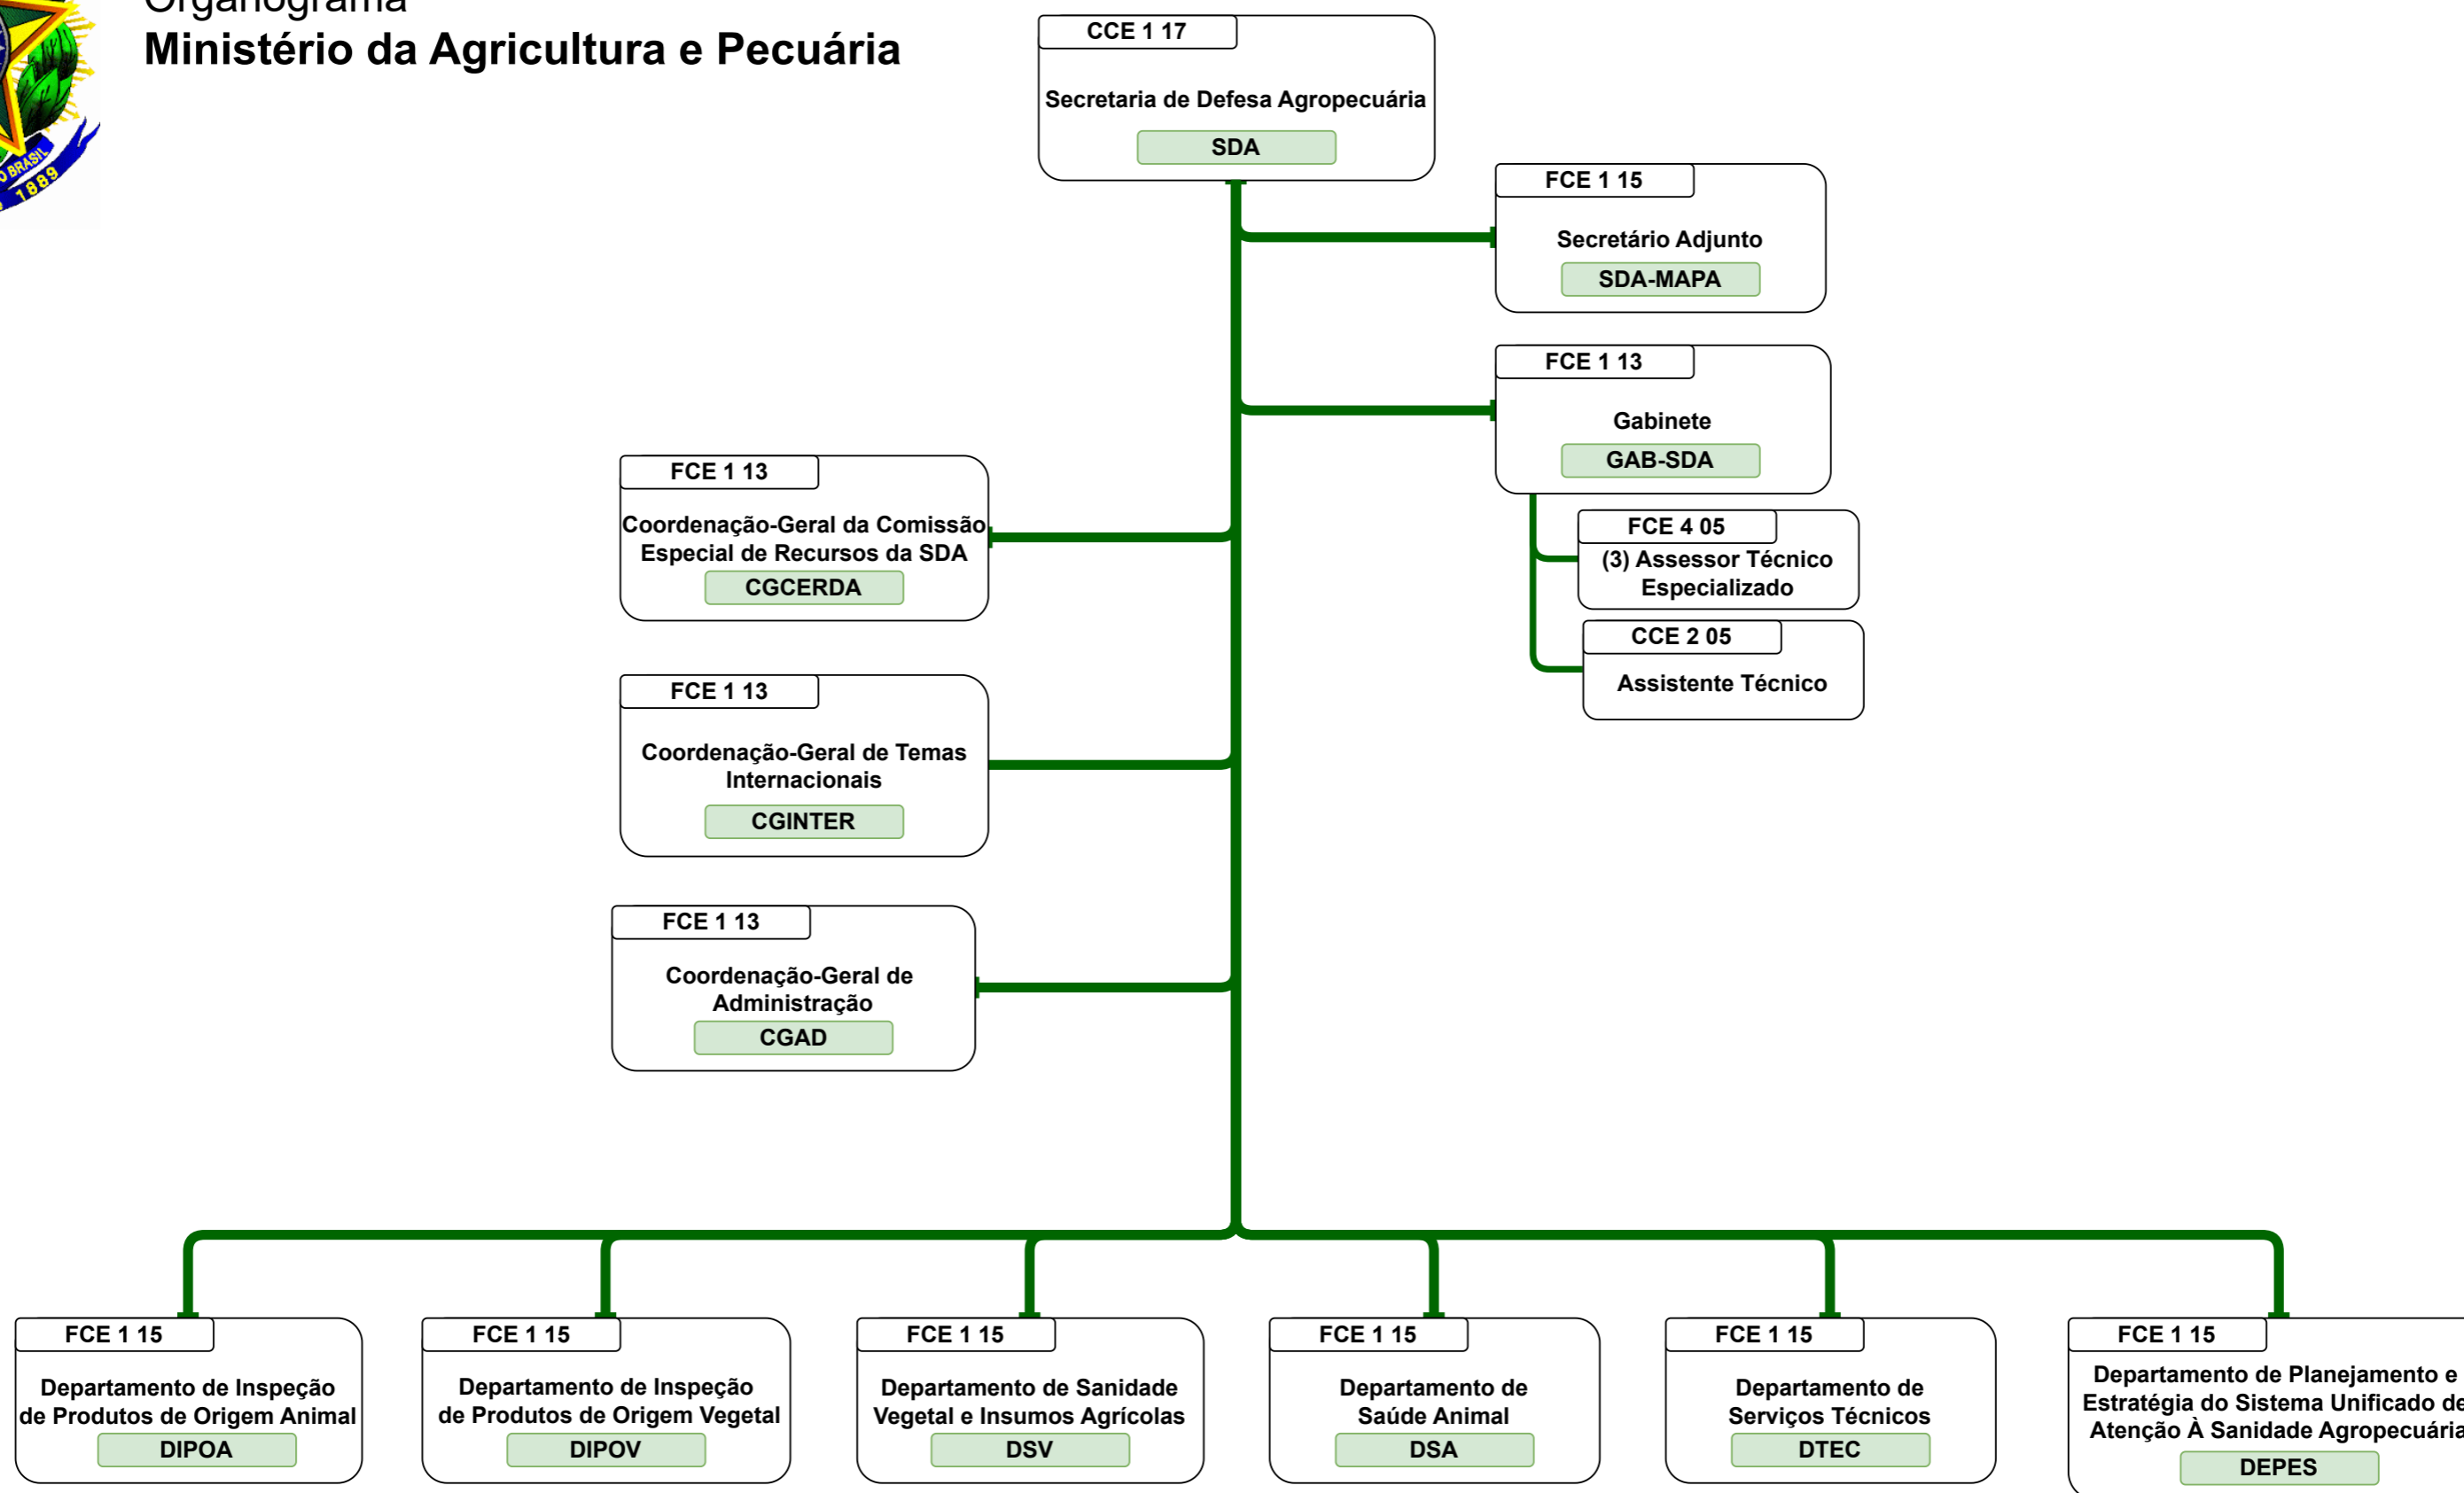 Organograma
Ministério da Agricultura e Pecuária
O BRASIL
1889
CCE 1 17
Secretaria de Defesa Agropecuária
SDA
FCE 1 15
Secretário Adjunto
SDA-MAPA
FCE 1 13
Gabinete
GAB-SDA
FCE 4 05
(3) Assessor Técnico
Especializado
CCE 2 05
Assistente Técnico
FCE 1 13
Coordenação-Geral da Comissão
Especial de Recursos da SDA
CGCERDA
FCE 1 13
Coordenação-Geral de Temas
Internacionais
CGINTER
FCE 1 13
Coordenação-Geral de
Administração
CGAD
FCE 1 15
Departamento de Inspeção
de Produtos de Origem Animal
DIPOA
FCE 1 15
Departamento de Inspeção
de Produtos de Origem Vegetal
DIPOV
FCE 1 15
Departamento de Sanidade
Vegetal e Insumos Agrícolas
DSV
FCE 1 15
Departamento de
Saúde Animal
DSA
FCE 1 15
Departamento de
Serviços Técnicos
DTEC
FCE 1 15
Departamento de Planejamento e
Estratégia do Sistema Unificado de
Atenção À Sanidade Agropecuária
DEPES